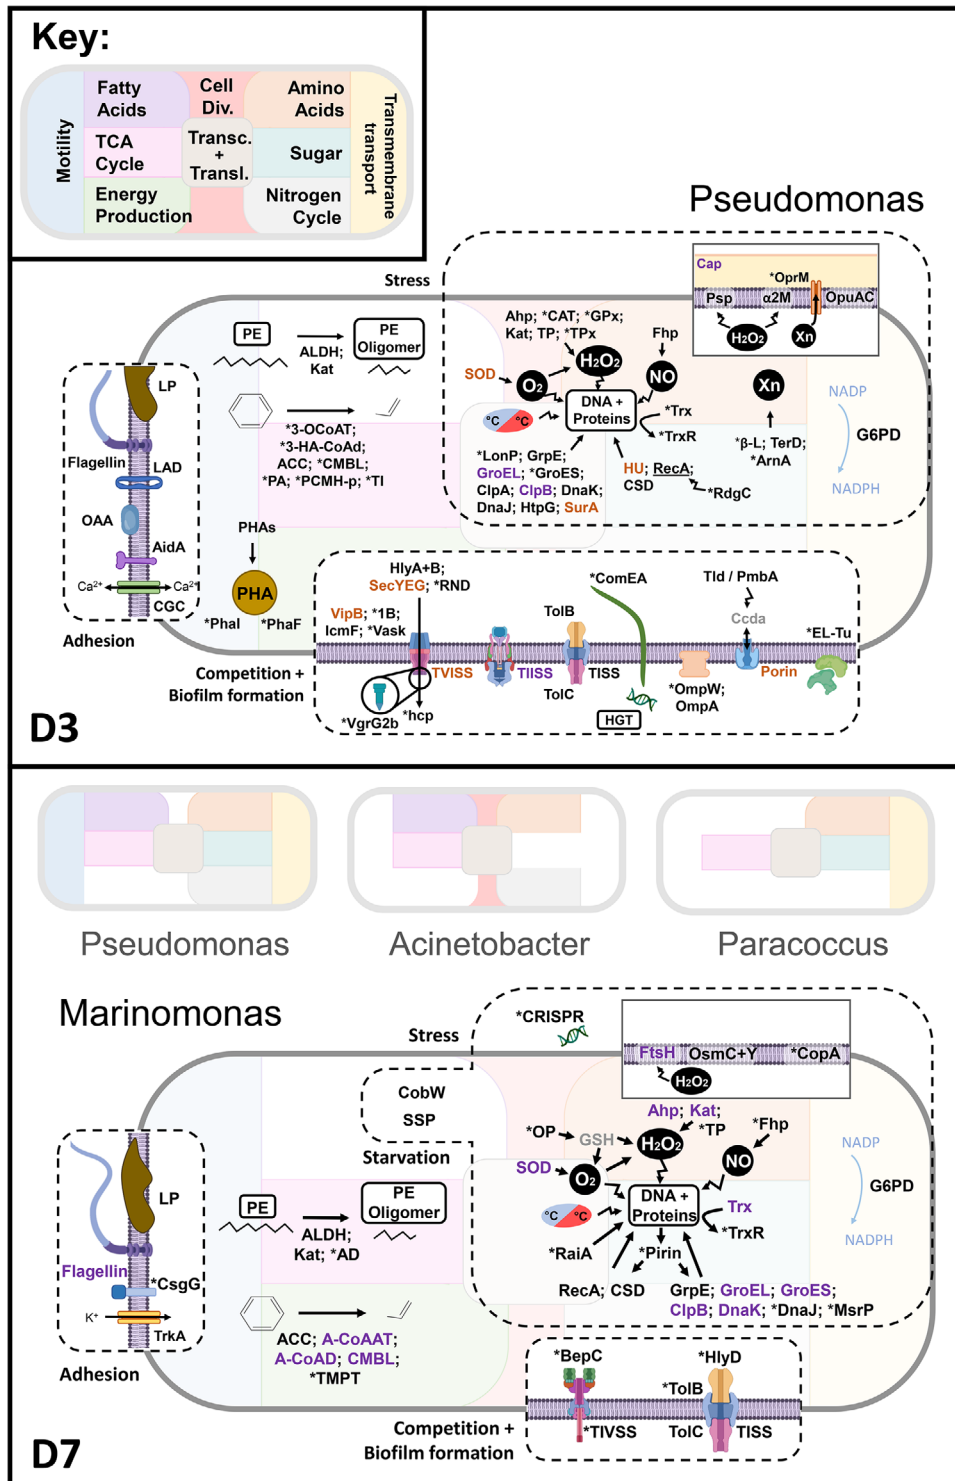 Key:
Fatty
Acids
Cell
Div.
Amino
Acids
Motility
TCA
Cycle
Transc.
+
Transl.
Sugar
Transmembrane
transport
Energy
Production
Nitrogen
Cycle
Pseudomonas
Stress
Cap
*OprM
Psp
α2M
OpuAC
H₂O₂
Xn
PE
PE
Oligomer
ALDH;
Kat
Ahp; *CAT; *GPx;
Kat; TP; *TPx
Fhp
SOD
O₂
H₂O₂
NO
Xn
NADP
DNA +
Proteins
°C
°C
*Trx
*TrxR
*β-L; TerD;
*ArnA
G6PD
NADPH
LP
Flagellin
LAD
OAA
AidA
Ca²⁺
Ca²⁺
CGC
Adhesion
*3-OCoAT;
*3-HA-CoAd;
ACC; *CMBL;
*PA; *PCMH-p; *TI
*LonP; GrpE;
GroEL; *GroES;
ClpA; ClpB; DnaK;
DnaJ; HtpG; SurA
HU; RecA;
CSD
*RdgC
PHAs
PHA
*PhaI
*PhaF
HlyA+B;
SecYEG; *RND
*ComEA
Tld / PmbA
VipB; *1B;
IcmF; *Vask
TolB
Ccda
*EL-Tu
TVISS
TIISS
TISS
Porin
TolC
*OmpW;
OmpA
*VgrG2b
*hcp
HGT
Competition +
Biofilm formation
D3
Pseudomonas
Acinetobacter
Paracoccus
Marinomonas
Stress
*CRISPR
FtsH
OsmC+Y
*CopA
H₂O₂
CobW
SSP
Starvation
Ahp; Kat;
*TP
*OP
GSH
H₂O₂
*Fhp
SOD
O₂
NO
NADP
DNA +
Proteins
°C
°C
Trx
*TrxR
G6PD
NADPH
LP
Flagellin
*CsgG
K⁺
TrkA
Adhesion
PE
PE
Oligomer
ALDH;
Kat; *AD
*RaiA
*Pirin
RecA; CSD
GrpE; GroEL; GroES;
ClpB; DnaK; *DnaJ; *MsrP
ACC; A-CoAAT;
A-CoAD; CMBL;
*TMPT
*BepC
*HlyD
*TolB
*TIVSS
TolC
TISS
Competition +
Biofilm formation
D7